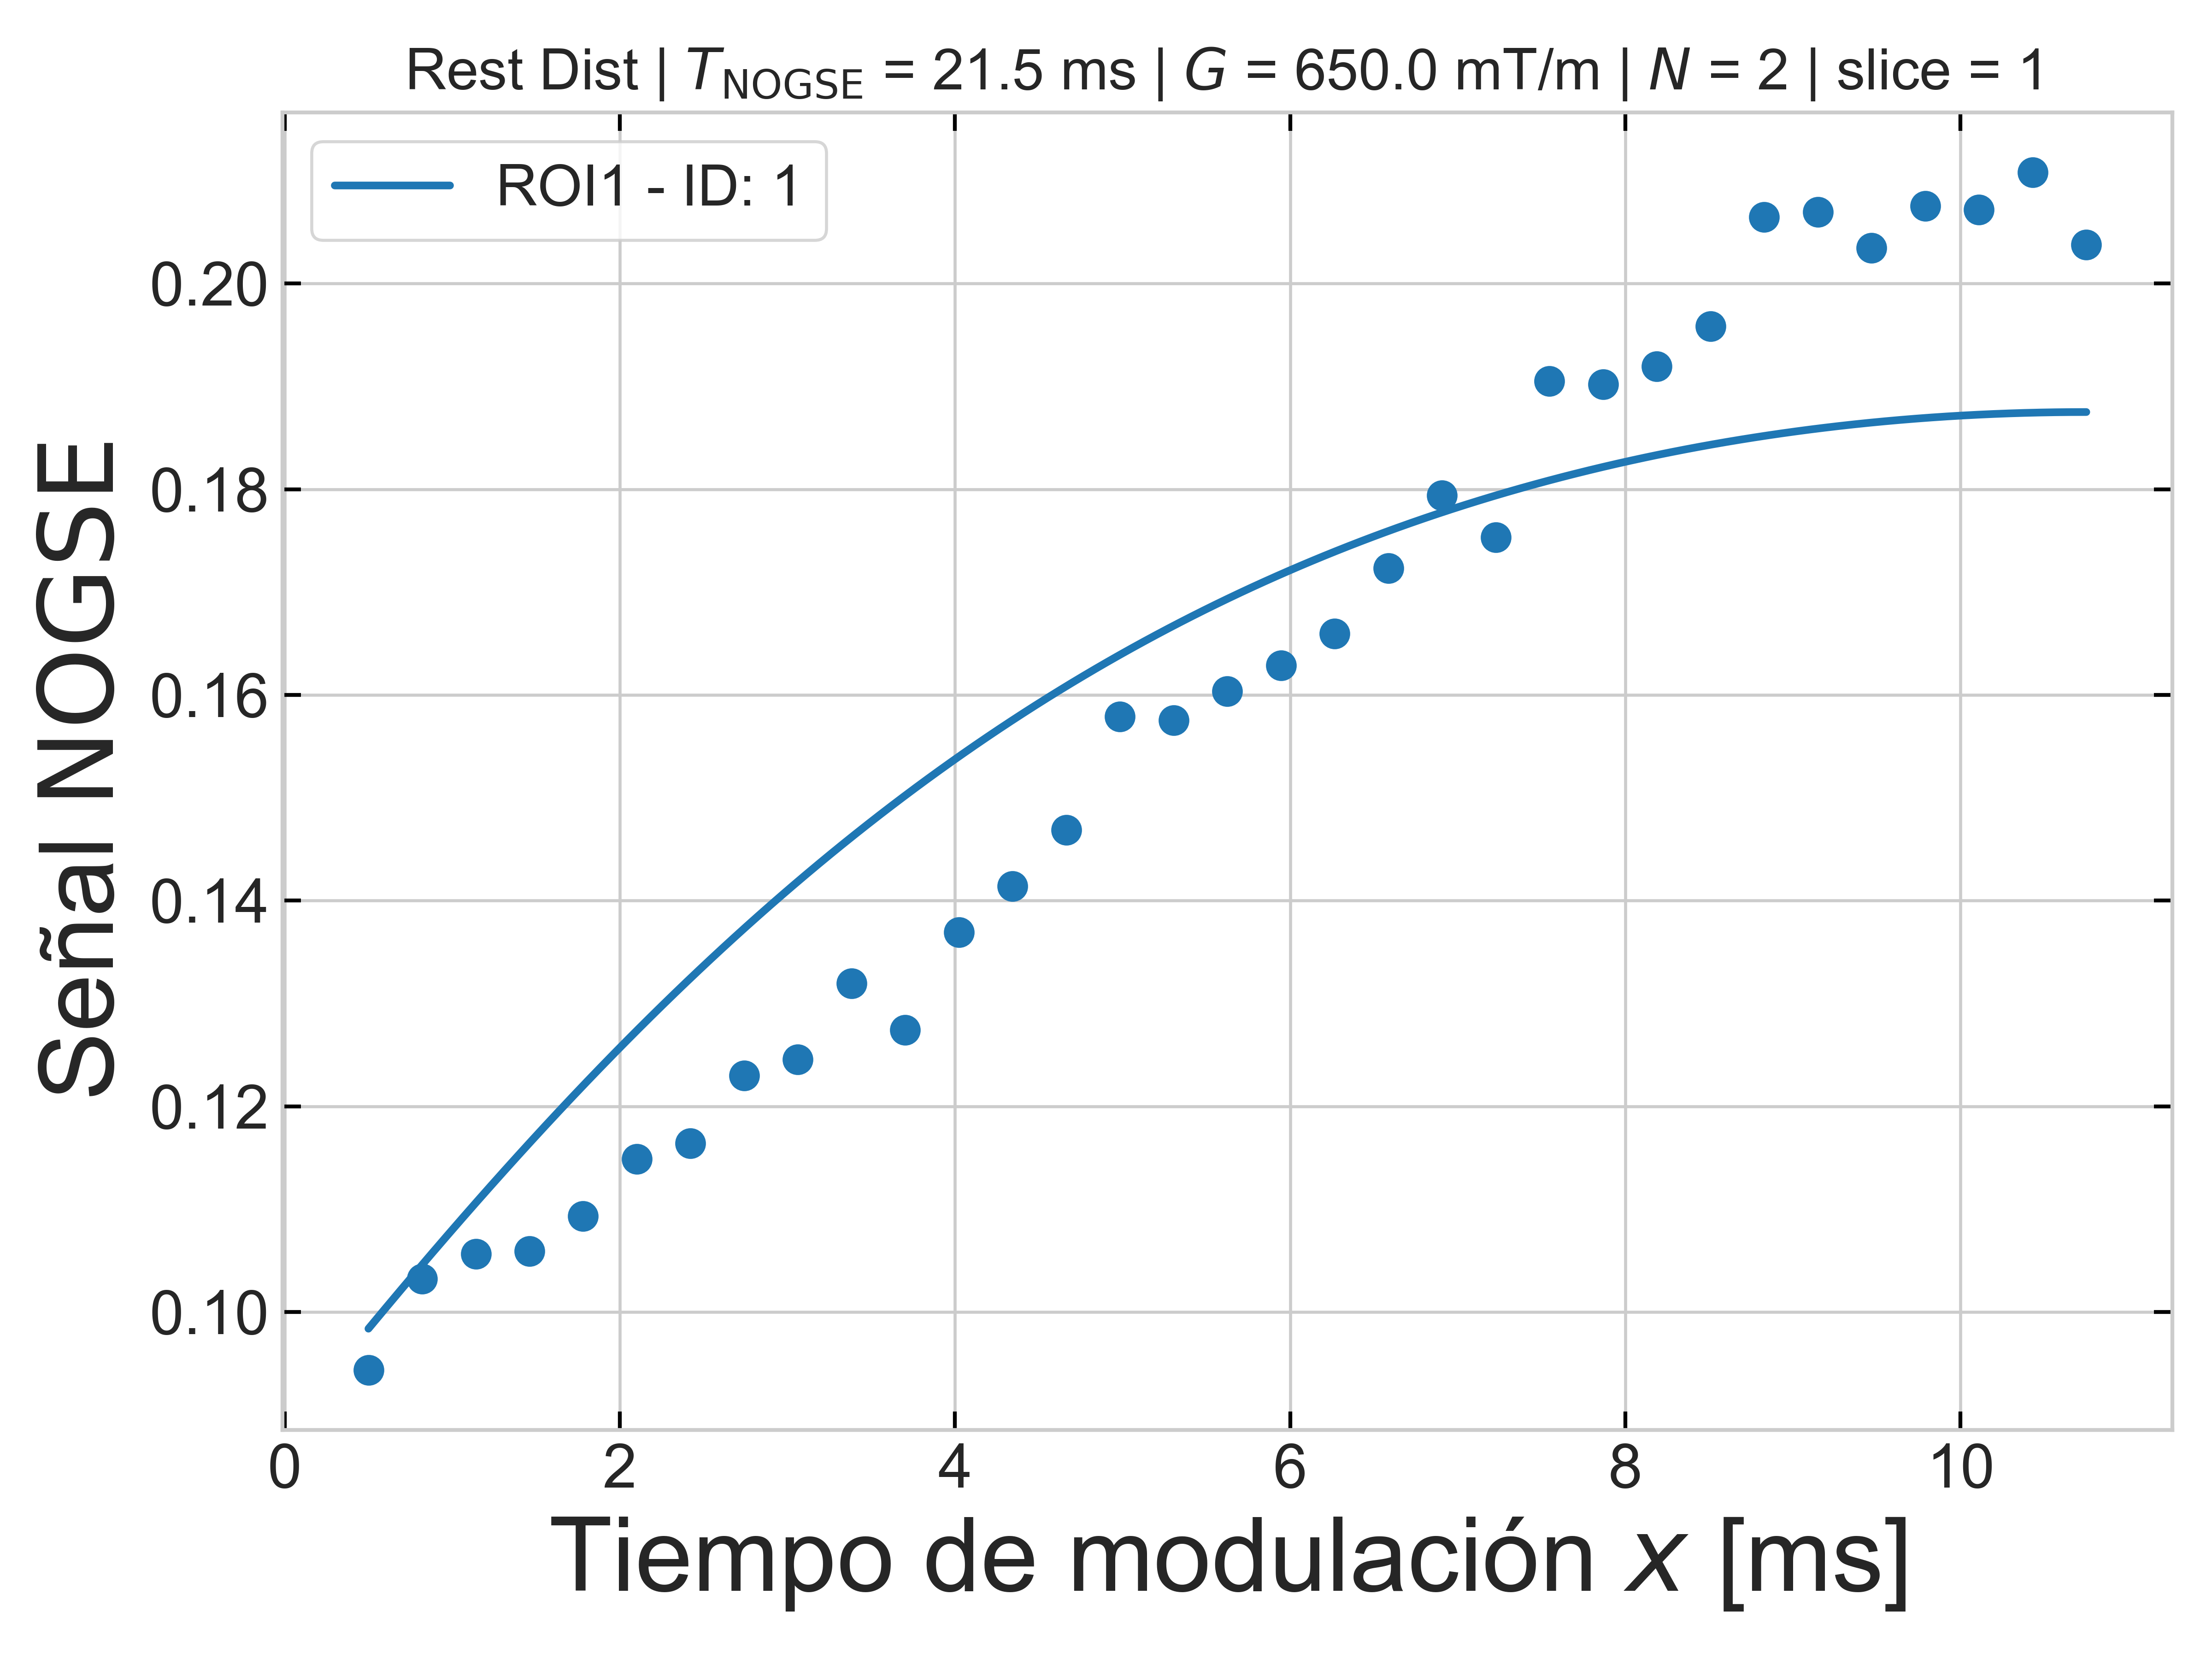 Rest Dist | T_NOGSE = 21.5 ms | G = 650.0 mT/m | N = 2 | slice = 1
ROI1 - ID: 1
Señal NOGSE
0.20
0.18
0.16
0.14
0.12
0.10
0 2 4 6 8 10
Tiempo de modulación x [ms]